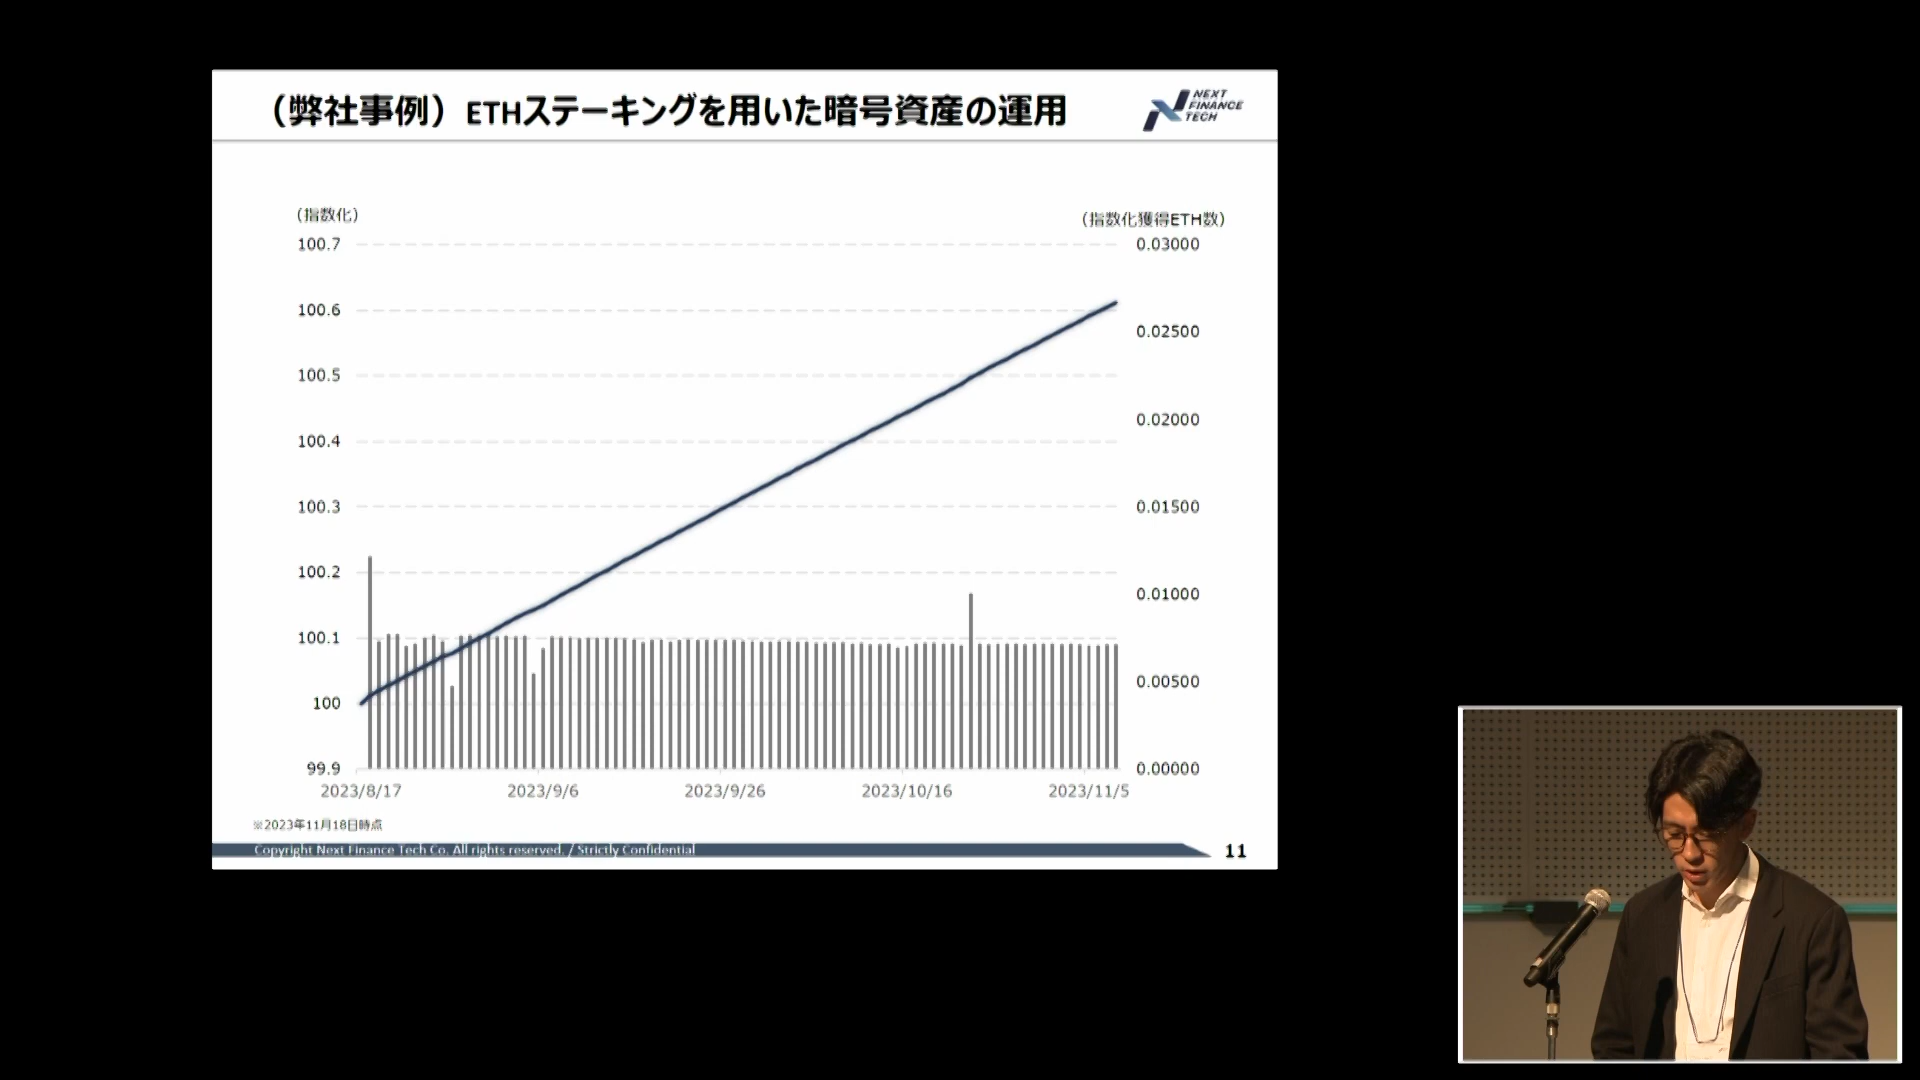 （弊社事例）ETHステーキングを用いた暗号資産の運用
NEXT
FINANCE
TECH
（指数化）
（指数化獲得ETH数）
100.7
100.6
100.5
100.4
100.3
100.2
100.1
100
99.9
0.03000
0.02500
0.02000
0.01500
0.01000
0.00500
0.00000
2023/8/17
2023/9/6
2023/9/26
2023/10/16
2023/11/5
※2023年11月18日時点
Copyright Next Finance Tech Co. All rights reserved. / Strictly Confidential
11